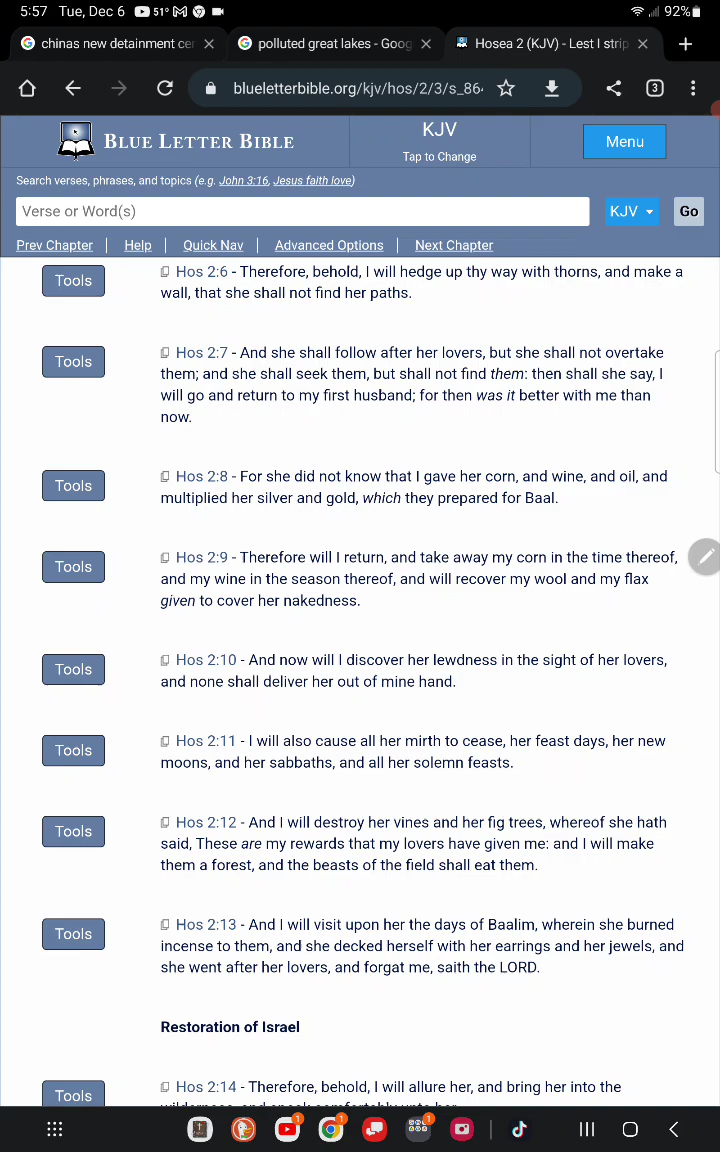 5:57 Tue, Dec 6 51° 92%
chinas new detainment cen
polluted great lakes - Goog
Hosea 2 (KJV) - Lest I strip
blueletterbible.org/kjv/hos/2/3/s_864
3
BLUE LETTER BIBLE
KJV
Tap to Change
Menu
Search verses, phrases, and topics (e.g. John 3:16, Jesus faith love)
Verse or Word(s)
KJV
Go
Prev Chapter | Help | Quick Nav | Advanced Options | Next Chapter
Tools
Hos 2:6 - Therefore, behold, I will hedge up thy way with thorns, and make a
wall, that she shall not find her paths.
Tools
Hos 2:7 - And she shall follow after her lovers, but she shall not overtake
them; and she shall seek them, but shall not find them: then shall she say, I
will go and return to my first husband; for then was it better with me than
now.
Tools
Hos 2:8 - For she did not know that I gave her corn, and wine, and oil, and
multiplied her silver and gold, which they prepared for Baal.
Tools
Hos 2:9 - Therefore will I return, and take away my corn in the time thereof,
and my wine in the season thereof, and will recover my wool and my flax
given to cover her nakedness.
Tools
Hos 2:10 - And now will I discover her lewdness in the sight of her lovers,
and none shall deliver her out of mine hand.
Tools
Hos 2:11 - I will also cause all her mirth to cease, her feast days, her new
moons, and her sabbaths, and all her solemn feasts.
Tools
Hos 2:12 - And I will destroy her vines and her fig trees, whereof she hath
said, These are my rewards that my lovers have given me: and I will make
them a forest, and the beasts of the field shall eat them.
Tools
Hos 2:13 - And I will visit upon her the days of Baalim, wherein she burned
incense to them, and she decked herself with her earrings and her jewels, and
she went after her lovers, and forgat me, saith the LORD.
Restoration of Israel
Tools
Hos 2:14 - Therefore, behold, I will allure her, and bring her into the
wilderness, and speak comfortably unto her.
1
1
1